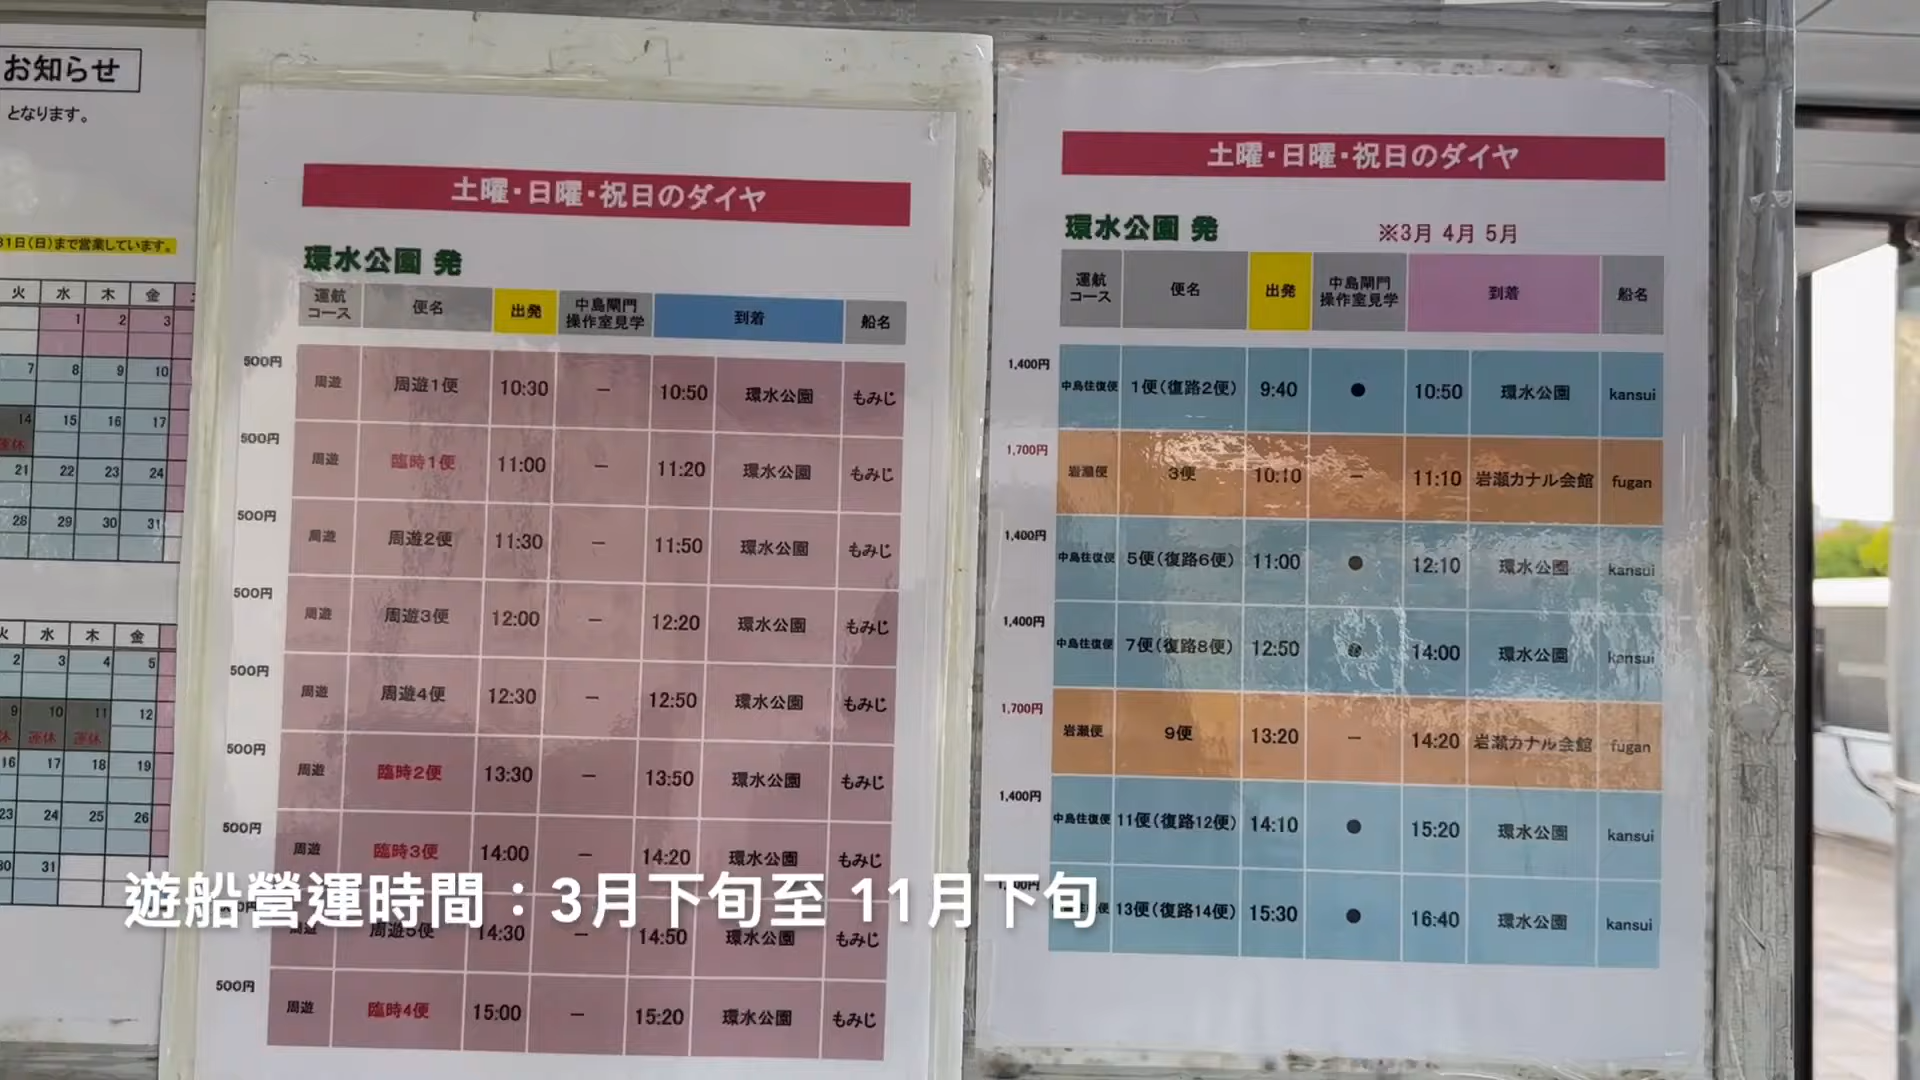 お知らせ
となります。
31日(日)まで営業しています。
火 水 木 金
1 2 3
7 8 9 10
14 15 16 17
運休
21 22 23 24
28 29 30 31
火 水 木 金
2 3 4 5
9 10 11 12
休 運休 運休
16 17 18 19
23 24 25 26
30 31
土曜・日曜・祝日のダイヤ
環水公園 発
運航コース 便名 出発 中島閘門操作室見学 到着 船名
500円 周遊 周遊1便 10:30 － 10:50 環水公園 もみじ
500円 周遊 臨時1便 11:00 － 11:20 環水公園 もみじ
500円 周遊 周遊2便 11:30 － 11:50 環水公園 もみじ
500円 周遊 周遊3便 12:00 － 12:20 環水公園 もみじ
500円 周遊 周遊4便 12:30 － 12:50 環水公園 もみじ
500円 周遊 臨時2便 13:30 － 13:50 環水公園 もみじ
500円 周遊 臨時3便 14:00 － 14:20 環水公園 もみじ
周遊 周遊5便 14:30 － 14:50 環水公園 もみじ
500円 周遊 臨時4便 15:00 － 15:20 環水公園 もみじ
土曜・日曜・祝日のダイヤ
環水公園 発 ※3月 4月 5月
運航コース 便名 出発 中島閘門操作室見学 到着 船名
1,400円 中島往復便 1便(復路2便) 9:40 ● 10:50 環水公園 kansui
1,700円 岩瀬便 3便 10:10 － 11:10 岩瀬カナル会館 fugan
1,400円 中島往復便 5便(復路6便) 11:00 ● 12:10 環水公園 kansui
1,400円 中島往復便 7便(復路8便) 12:50 ● 14:00 環水公園 kansui
1,700円 岩瀬便 9便 13:20 － 14:20 岩瀬カナル会館 fugan
1,400円 中島往復便 11便(復路12便) 14:10 ● 15:20 環水公園 kansui
13便(復路14便) 15:30 ● 16:40 環水公園 kansui
遊船營運時間：3月下旬至 11月下旬